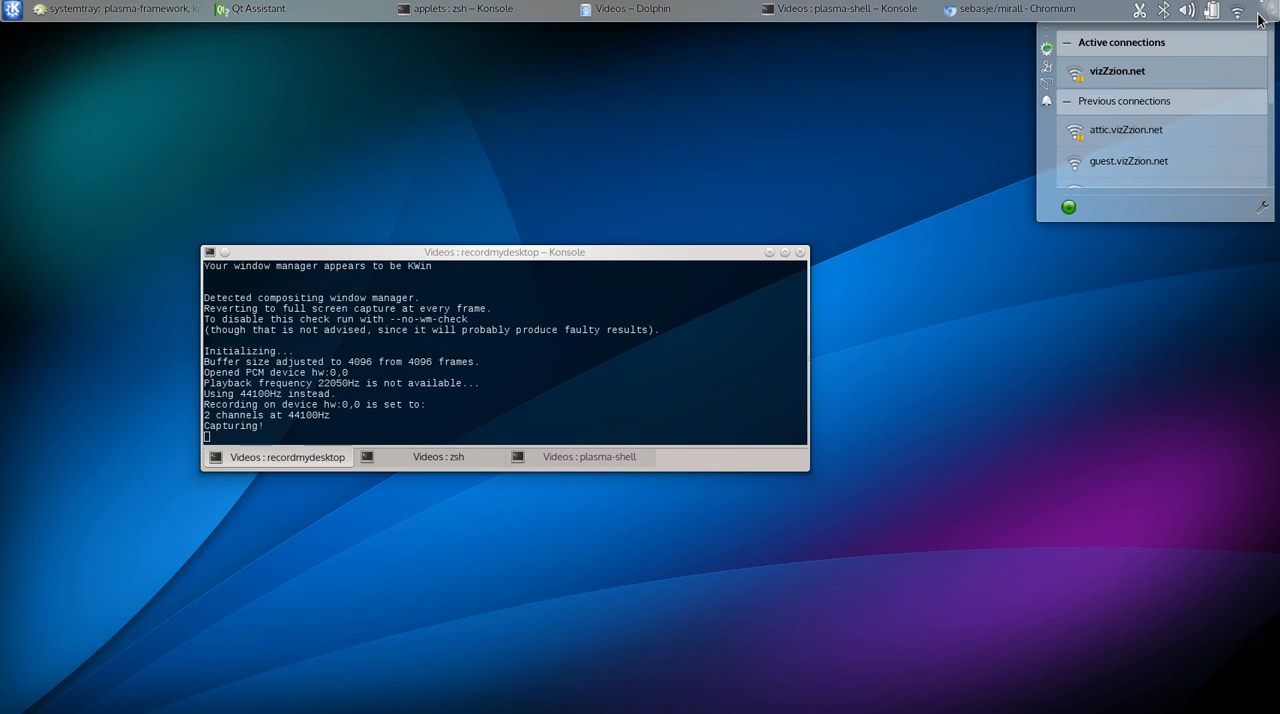 systemtray: plasma-framework, k
Qt Assistant
applets : zsh – Konsole
Videos – Dolphin
Videos : plasma-shell – Konsole
sebasje/mirall - Chromium
Active connections
vizZzion.net
Previous connections
attic.vizZzion.net
guest.vizZzion.net
Videos : recordmydesktop – Konsole
Your window manager appears to be KWin
Detected compositing window manager.
Reverting to full screen capture at every frame.
To disable this check run with --no-wm-check
(though that is not advised, since it will probably produce faulty results).
Initializing...
Buffer size adjusted to 4096 from 4096 frames.
Opened PCM device hw:0,0
Playback frequency 22050Hz is not available...
Using 44100Hz instead.
Recording on device hw:0,0 is set to:
2 channels at 44100Hz
Capturing!
Videos : recordmydesktop
Videos : zsh
Videos : plasma-shell